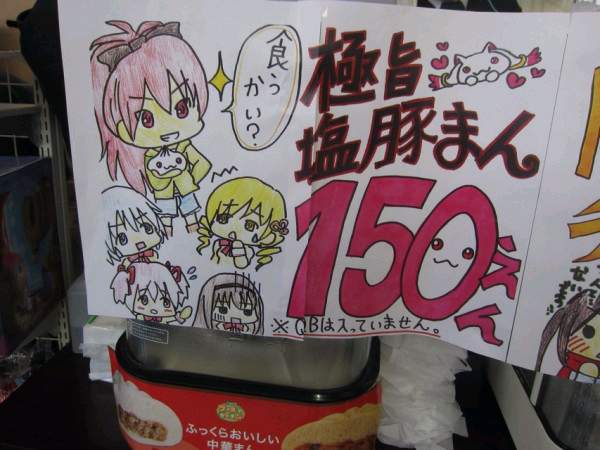 食う
かい?
極旨
塩豚まん
150えん
※QBは入っていません。
ふっくらおいしい
中華まん